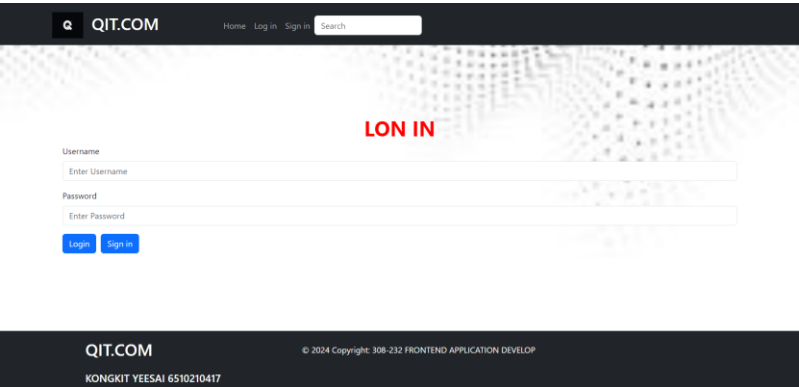 Q QIT.COM Home Log in Sign in Search
LON IN
Username
Enter Username
Password
Enter Password
Login Sign in
QIT.COM © 2024 Copyright: 308-232 FRONTEND APPLICATION DEVELOP
KONGKIT YEESAI 6510210417